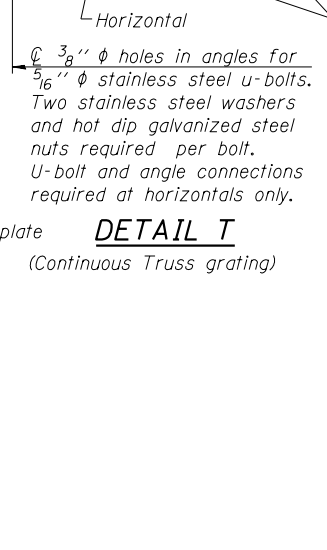 Horizontal
℄ 3/8'' ϕ holes in angles for
5/16'' ϕ stainless steel u-bolts.
Two stainless steel washers
and hot dip galvanized steel
nuts required per bolt.
U-bolt and angle connections
required at horizontals only.
plate
DETAIL T
(Continuous Truss grating)